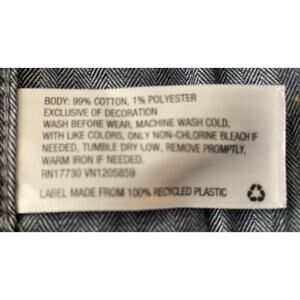 BODY: 99% COTTON, 1% POLYESTER
EXCLUSIVE OF DECORATION
WASH BEFORE WEAR, MACHINE WASH COLD,
WITH LIKE COLORS, ONLY NON-CHLORINE BLEACH IF
NEEDED, TUMBLE DRY LOW, REMOVE PROMPTLY,
WARM IRON IF NEEDED.
RN17730 VN1205859
LABEL MADE FROM 100% RECYCLED PLASTIC